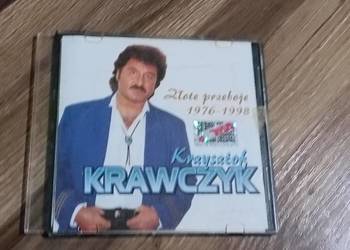 Złote przeboje
1976-1998
Krzysztof
KRAWCZYK